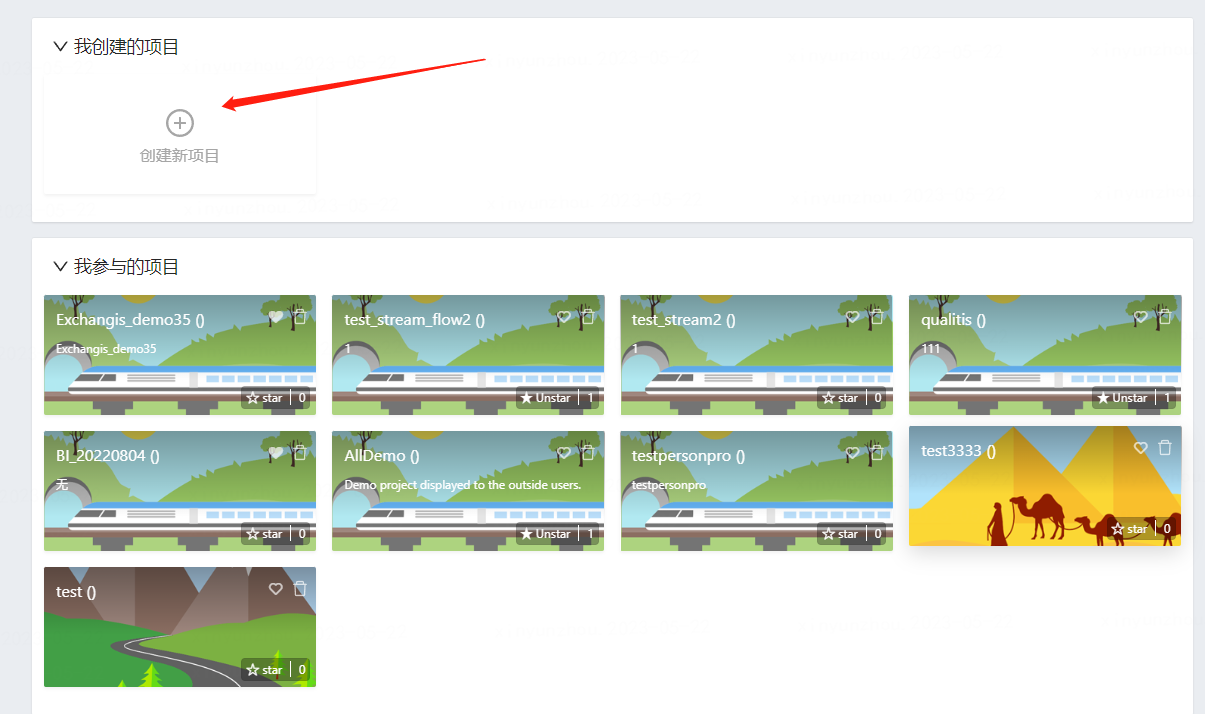 我创建的项目
创建新项目
我参与的项目
Exchangis_demo35 ()
Exchangis_demo35
star 0
test_stream_flow2 ()
1
Unstar 1
test_stream2 ()
1
star 0
qualitis ()
111
Unstar 1
BI_20220804 ()
无
star 0
AllDemo ()
Demo project displayed to the outside users.
Unstar 1
testpersonpro ()
testpersonpro
star 0
test3333 ()
star 0
test ()
star 0